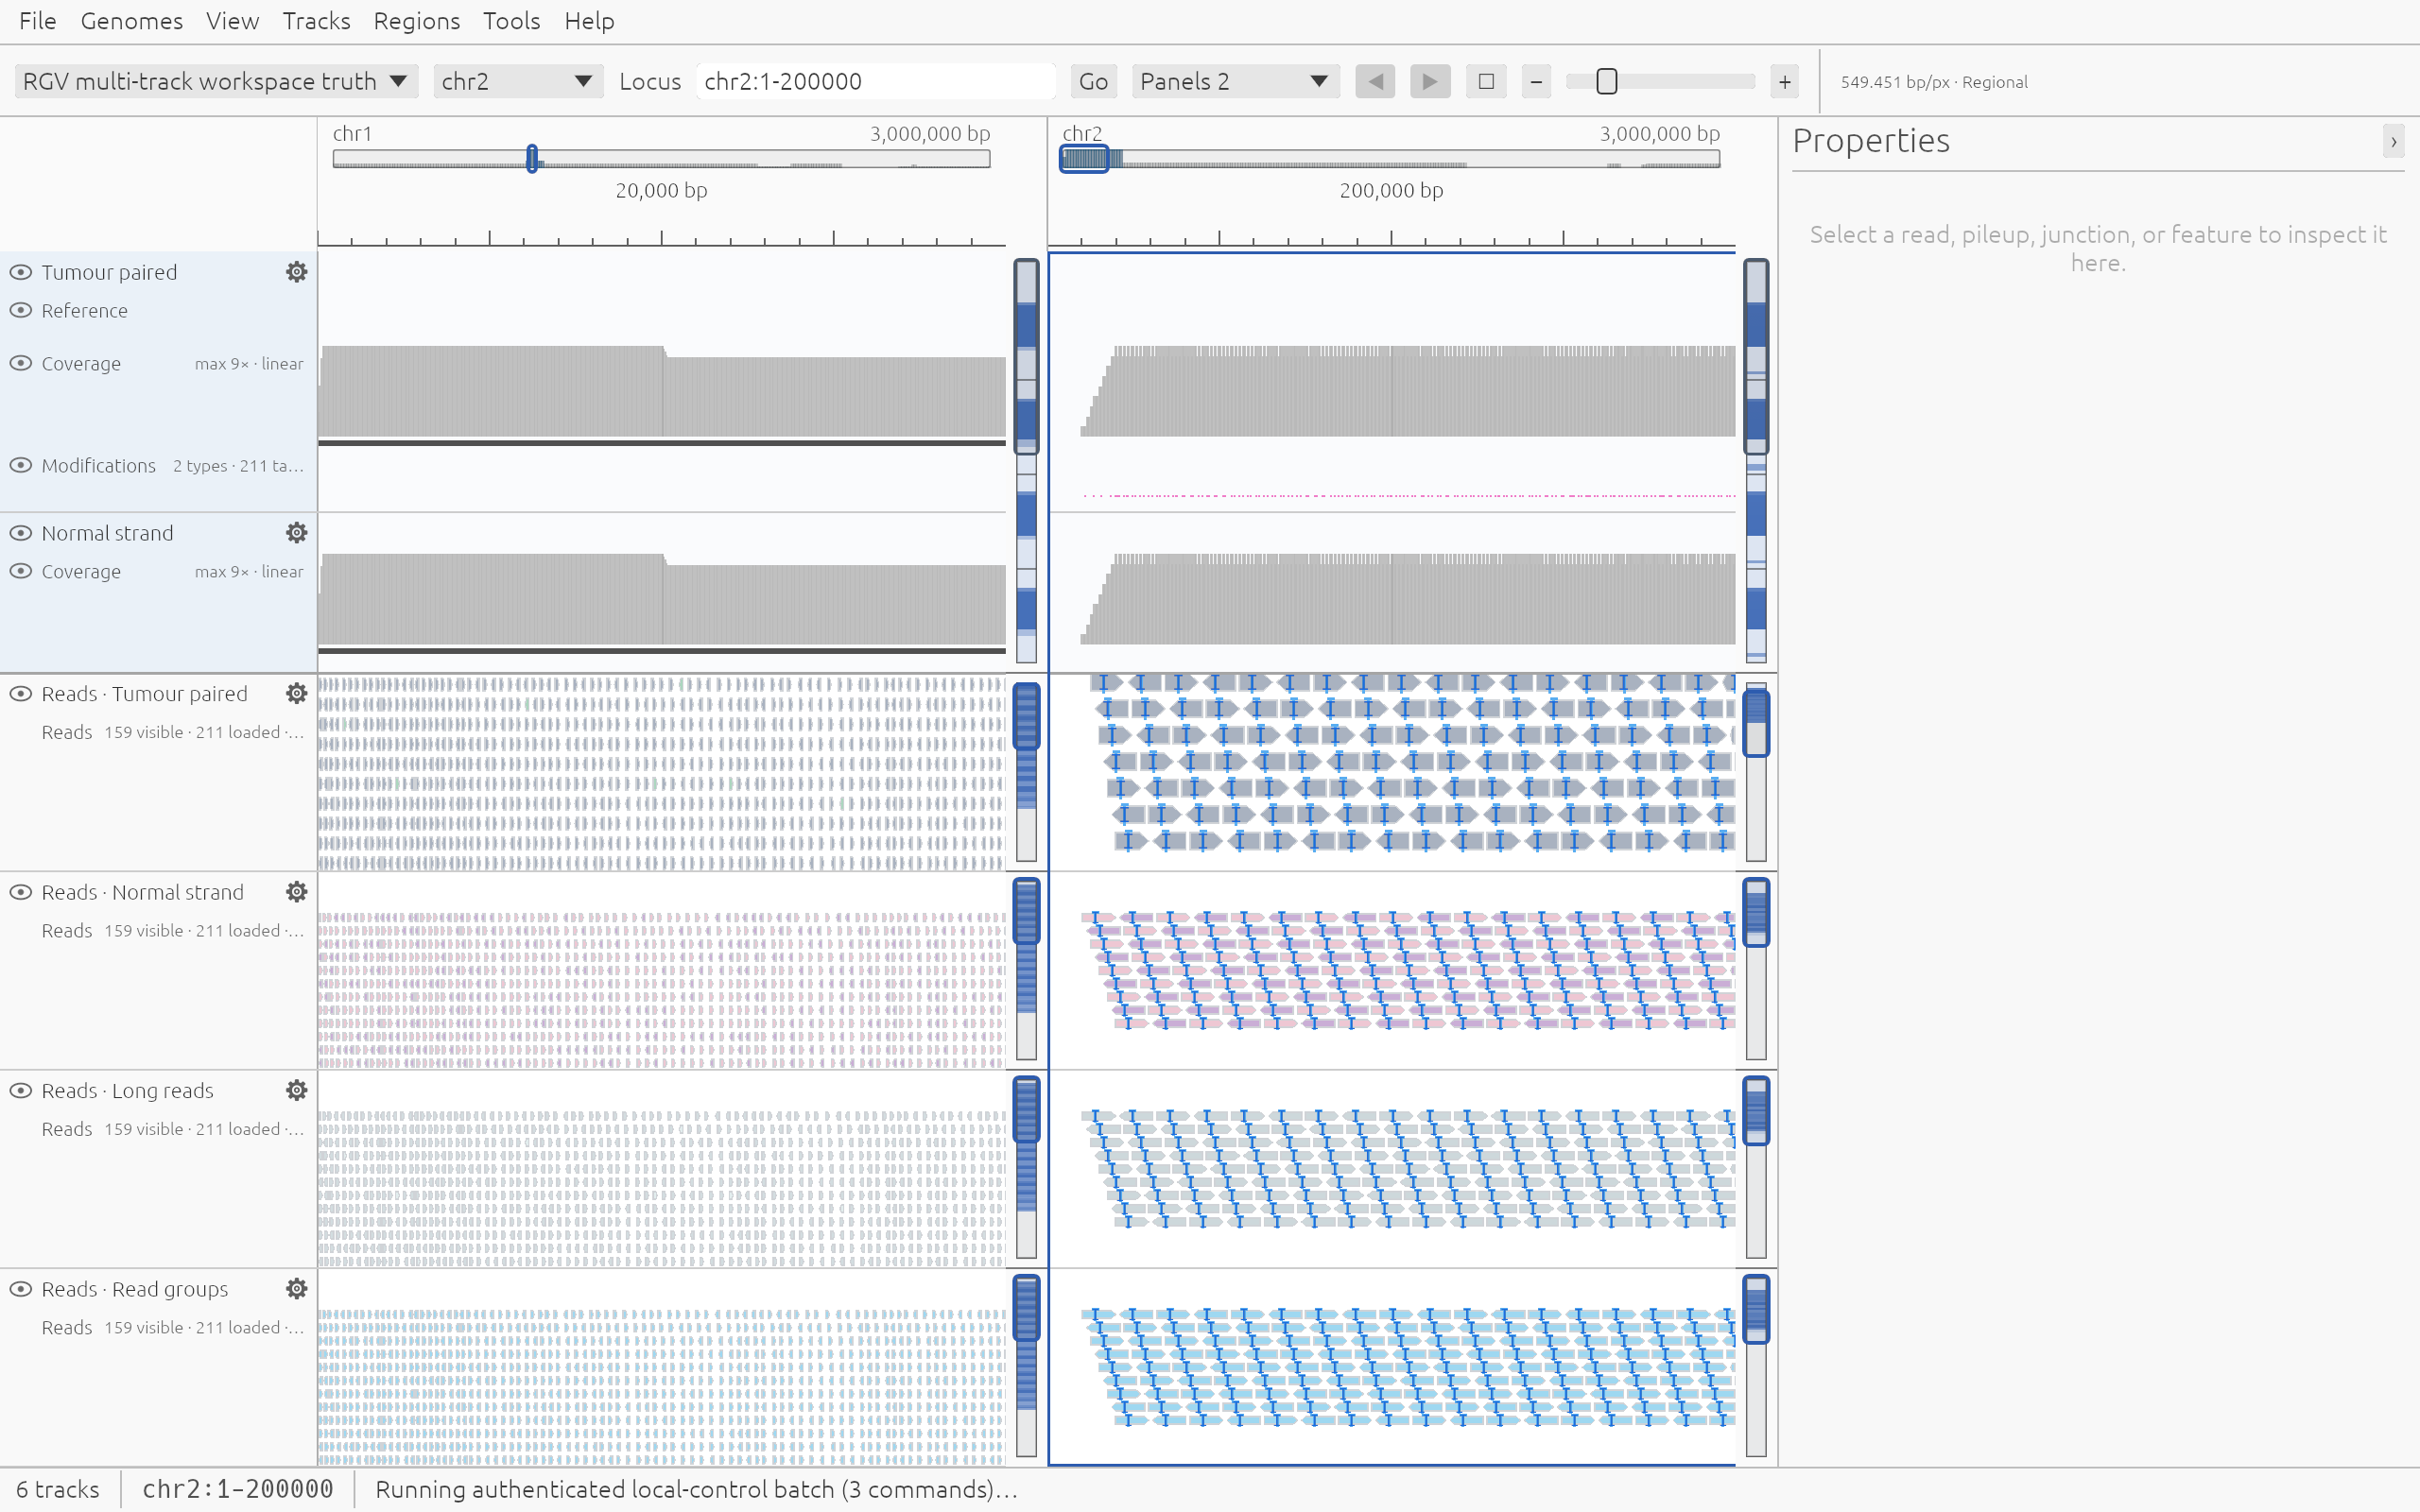 File Genomes View Tracks Regions Tools Help
RGV multi-track workspace truth chr2 Locus chr2:1-200000 Go Panels 2 − + 549.451 bp/px · Regional
chr1 3,000,000 bp
20,000 bp
chr2 3,000,000 bp
200,000 bp
Properties
Select a read, pileup, junction, or feature to inspect it
here.
Tumour paired
Reference
Coverage max 9× · linear
Modifications 2 types · 211 ta…
Normal strand
Coverage max 9× · linear
Reads · Tumour paired
Reads 159 visible · 211 loaded ·…
Reads · Normal strand
Reads 159 visible · 211 loaded ·…
Reads · Long reads
Reads 159 visible · 211 loaded ·…
Reads · Read groups
Reads 159 visible · 211 loaded ·…
6 tracks chr2:1-200000 Running authenticated local-control batch (3 commands)…